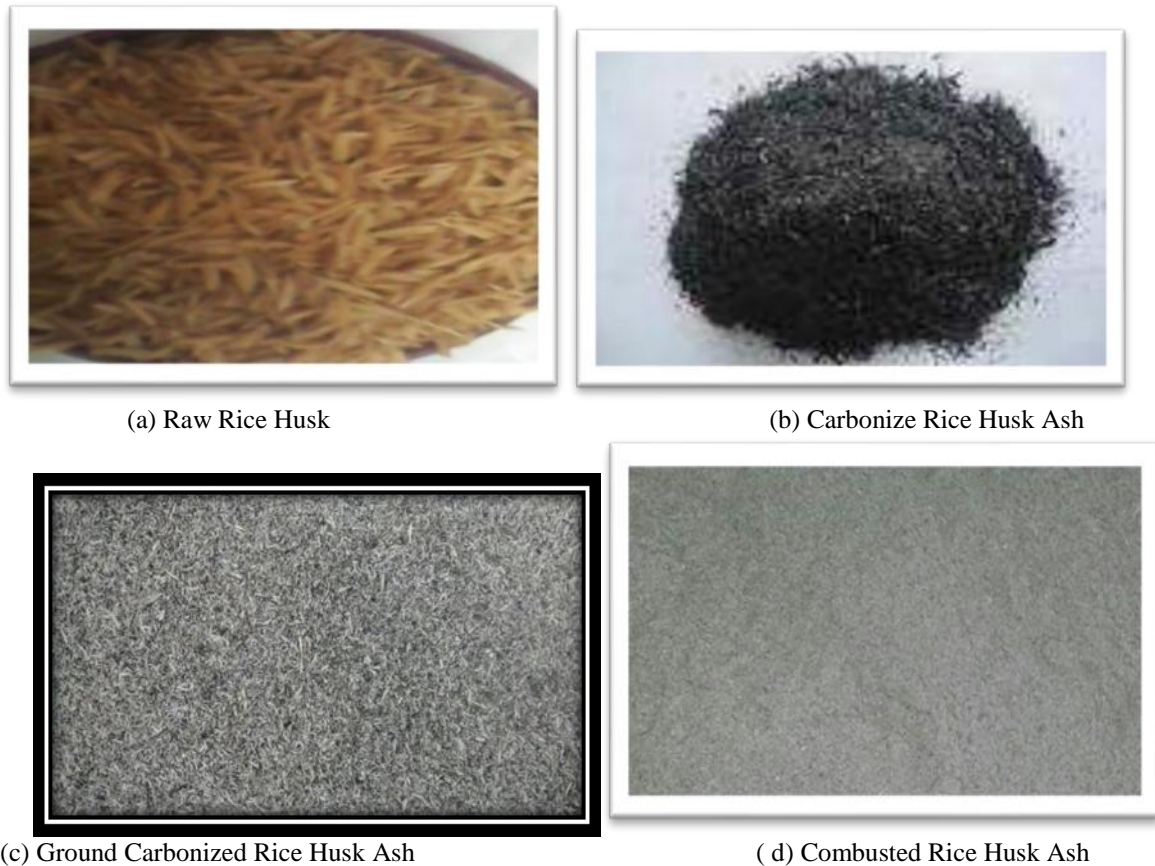 (a) Raw Rice Husk
(b) Carbonize Rice Husk Ash
(c) Ground Carbonized Rice Husk Ash
( d) Combusted Rice Husk Ash